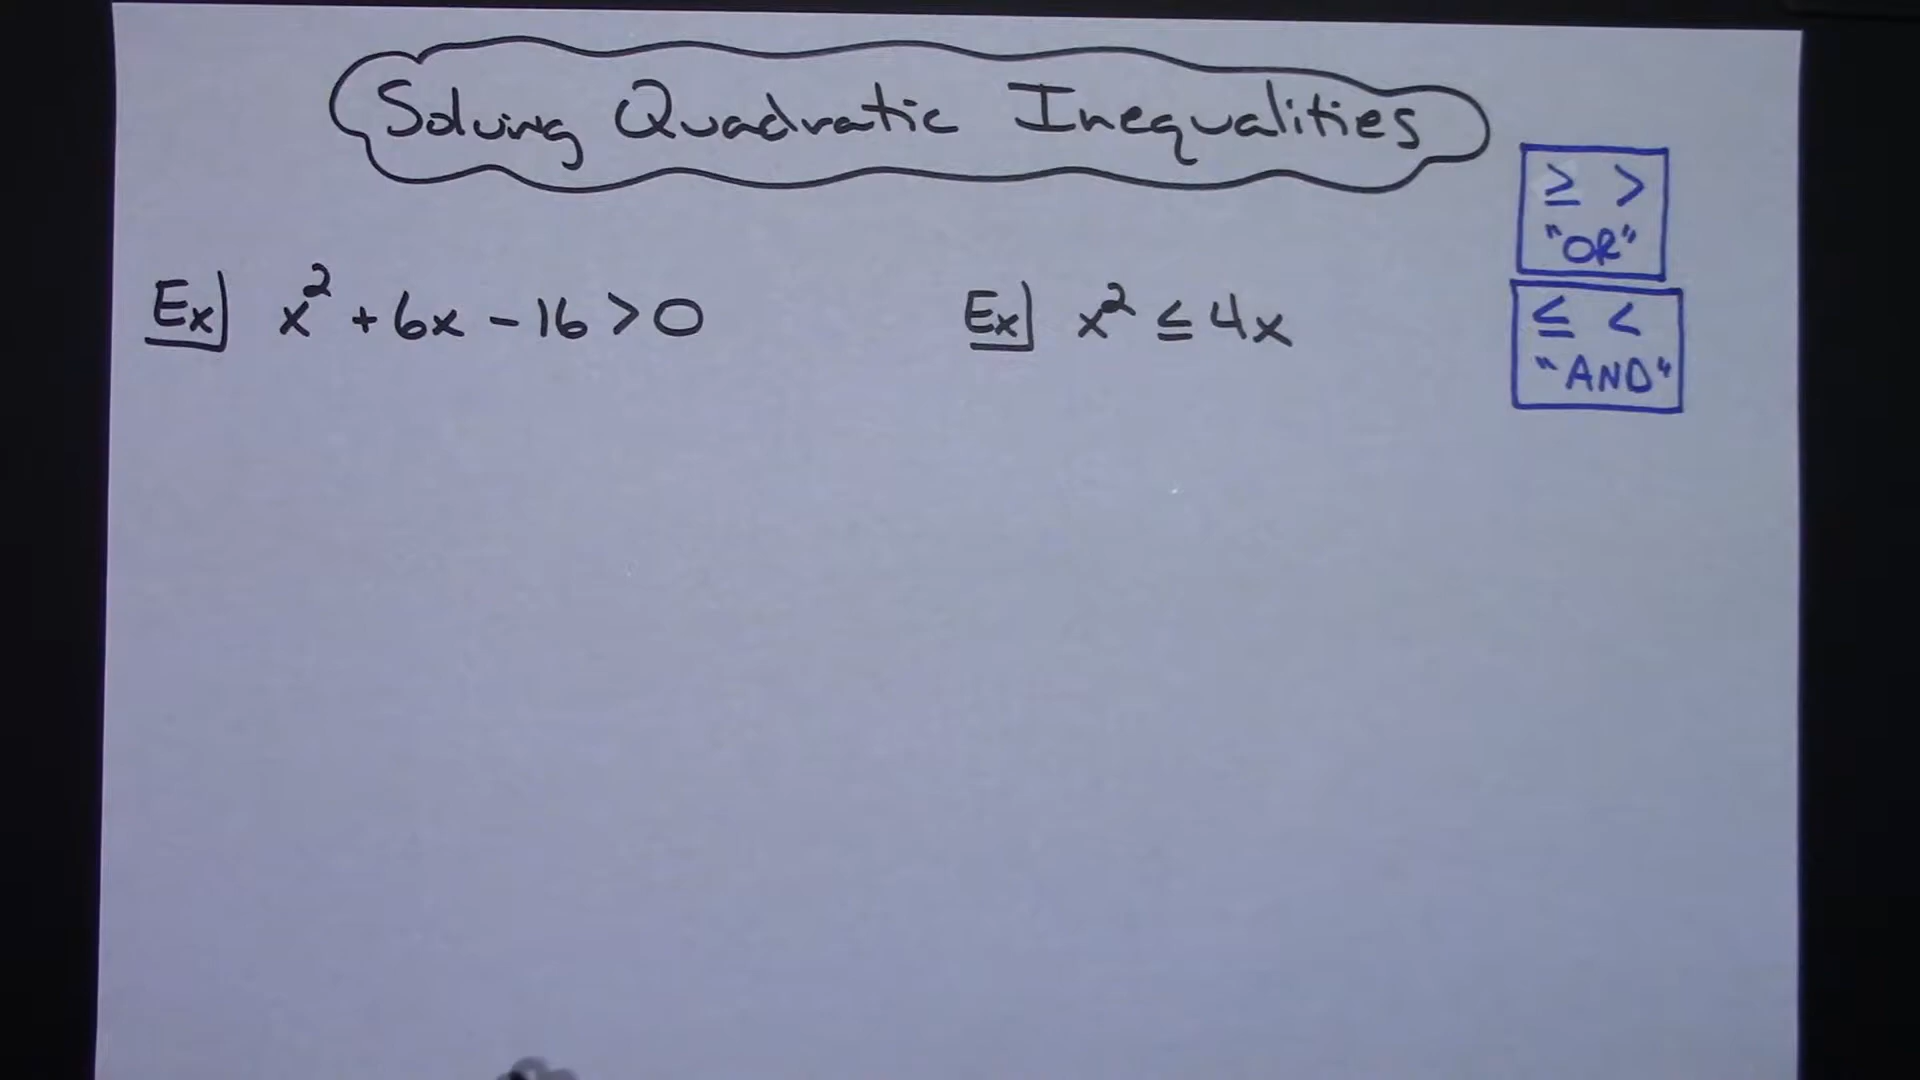 Solving Quadratic Inequalities
≥ >
"OR"
≤ <
"AND"
Ex] x² + 6x - 16 > 0
Ex] x² ≤ 4x